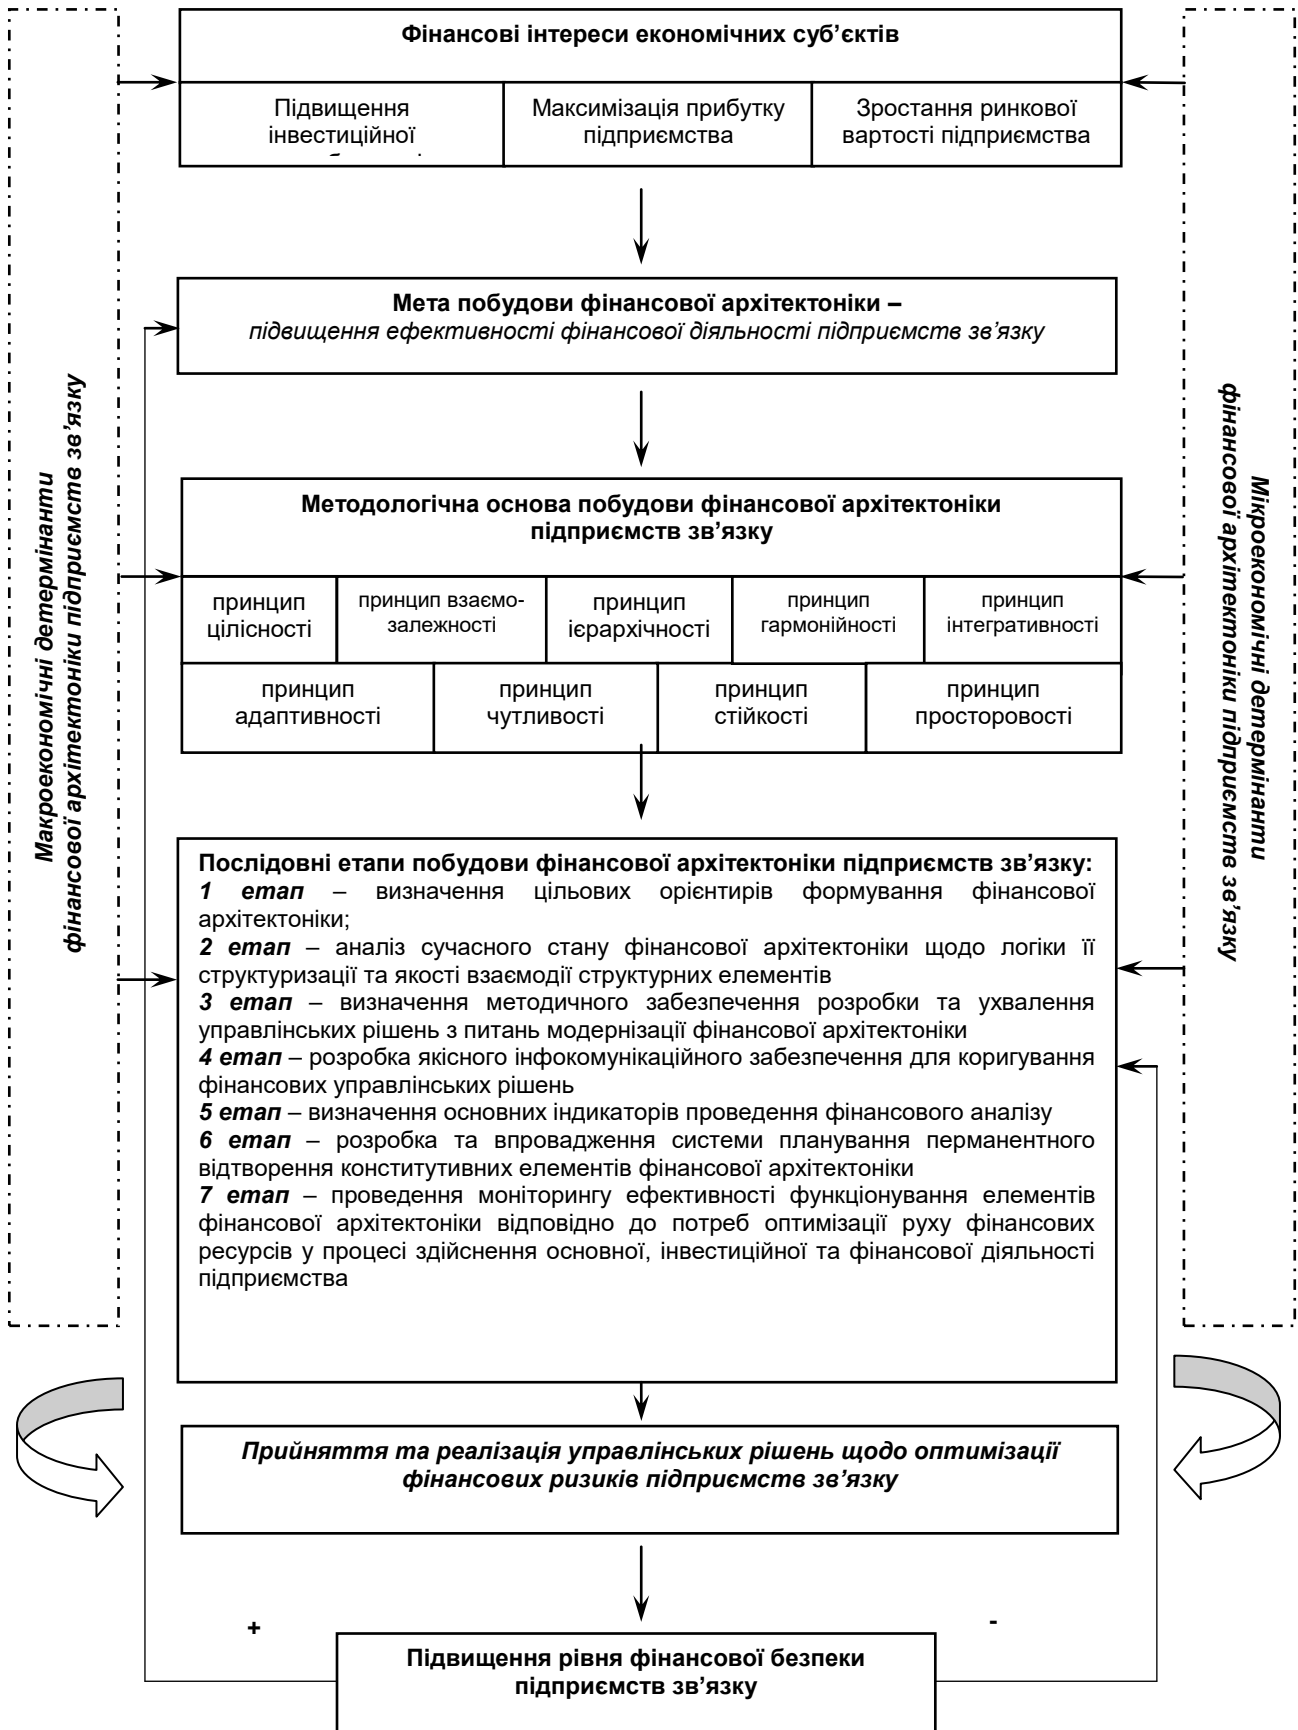 Фінансові інтереси економічних суб’єктів
Підвищення
інвестиційної
Максимізація прибутку
підприємства
Зростання ринкової
вартості підприємства
Мета побудови фінансової архітектоніки –
підвищення ефективності фінансової діяльності підприємств зв’язку
Макроекономічні детермінанти
фінансової архітектоніки підприємств зв’язку
Мікроекономічні детермінанти
фінансової архітектоніки підприємств зв’язку
Методологічна основа побудови фінансової архітектоніки
підприємств зв’язку
принцип
цілісності
принцип взаємо-
залежності
принцип
ієрархічності
принцип
гармонійності
принцип
інтегративності
принцип
адаптивності
принцип
чутливості
принцип
стійкості
принцип
просторовості
Послідовні етапи побудови фінансової архітектоніки підприємств зв’язку:
1 етап – визначення цільових орієнтирів формування фінансової
архітектоніки;
2 етап – аналіз сучасного стану фінансової архітектоніки щодо логіки її
структуризації та якості взаємодії структурних елементів
3 етап – визначення методичного забезпечення розробки та ухвалення
управлінських рішень з питань модернізації фінансової архітектоніки
4 етап – розробка якісного інфокомунікаційного забезпечення для коригування
фінансових управлінських рішень
5 етап – визначення основних індикаторів проведення фінансового аналізу
6 етап – розробка та впровадження системи планування перманентного
відтворення конститутивних елементів фінансової архітектоніки
7 етап – проведення моніторингу ефективності функціонування елементів
фінансової архітектоніки відповідно до потреб оптимізації руху фінансових
ресурсів у процесі здійснення основної, інвестиційної та фінансової діяльності
підприємства
Прийняття та реалізація управлінських рішень щодо оптимізації
фінансових ризиків підприємств зв’язку
+
-
Підвищення рівня фінансової безпеки
підприємств зв’язку